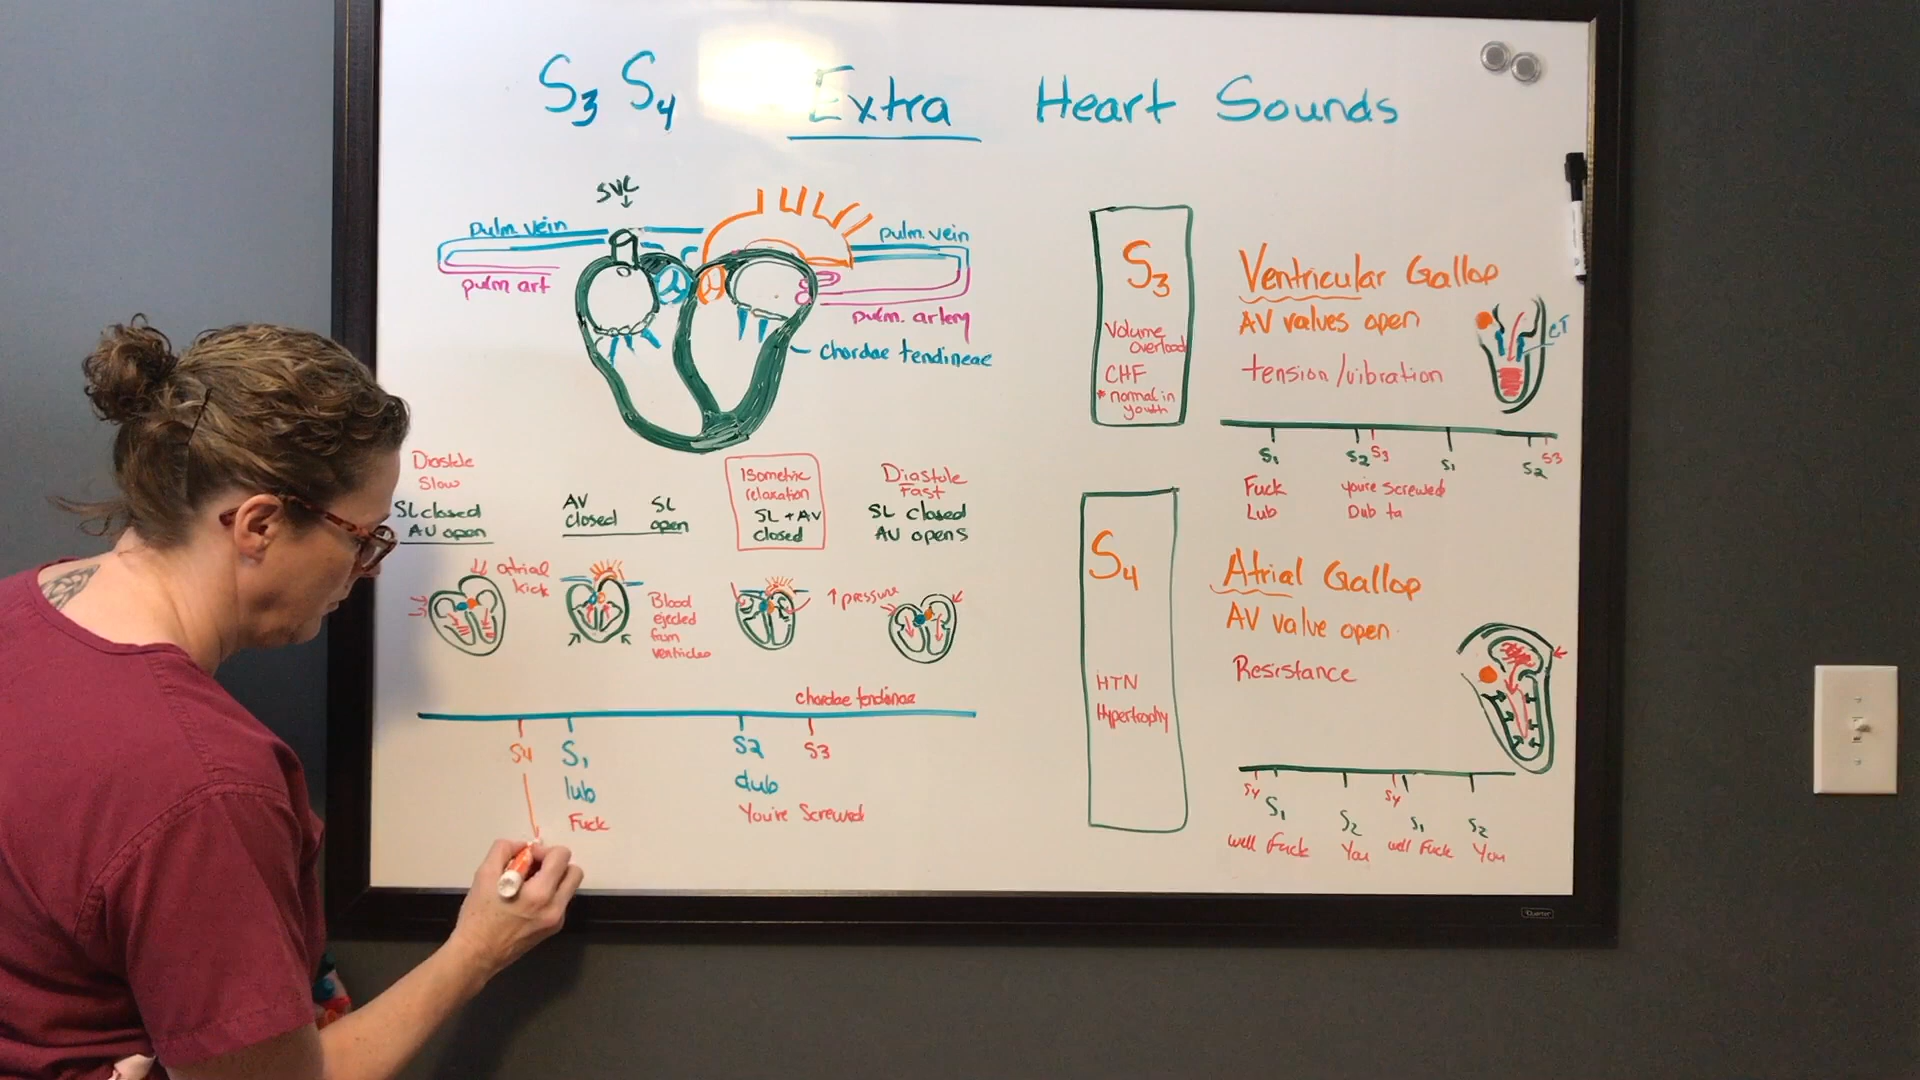 S3 S4 Extra Heart Sounds
SVC
pulm. vein
pulm art
pulm. vein
pulm. artery
chordae tendineae
Diastole
Slow
SL closed
AV open
atrial
kick
AV
closed
SL
open
Blood
ejected
from
ventricles
Isometric
relaxation
SL + AV
closed
Diastole
Fast
SL closed
AV opens
↑ pressure
chordae tendinae
S4 S1 S2 S3
lub dub
Fuck You're Screwed
S3
Volume
Overload
CHF
* normal in
youth
Ventricular Gallop
AV valves open
tension/vibration
CT
S1 S2 S3 S1 S2 S3
Fuck you're screwed
Lub Dub ta
S4
HTN
Hypertrophy
Atrial Gallop
AV valve open
Resistance
S4 S1 S2 S4 S1 S2
well Fuck You well Fuck You
Quartet